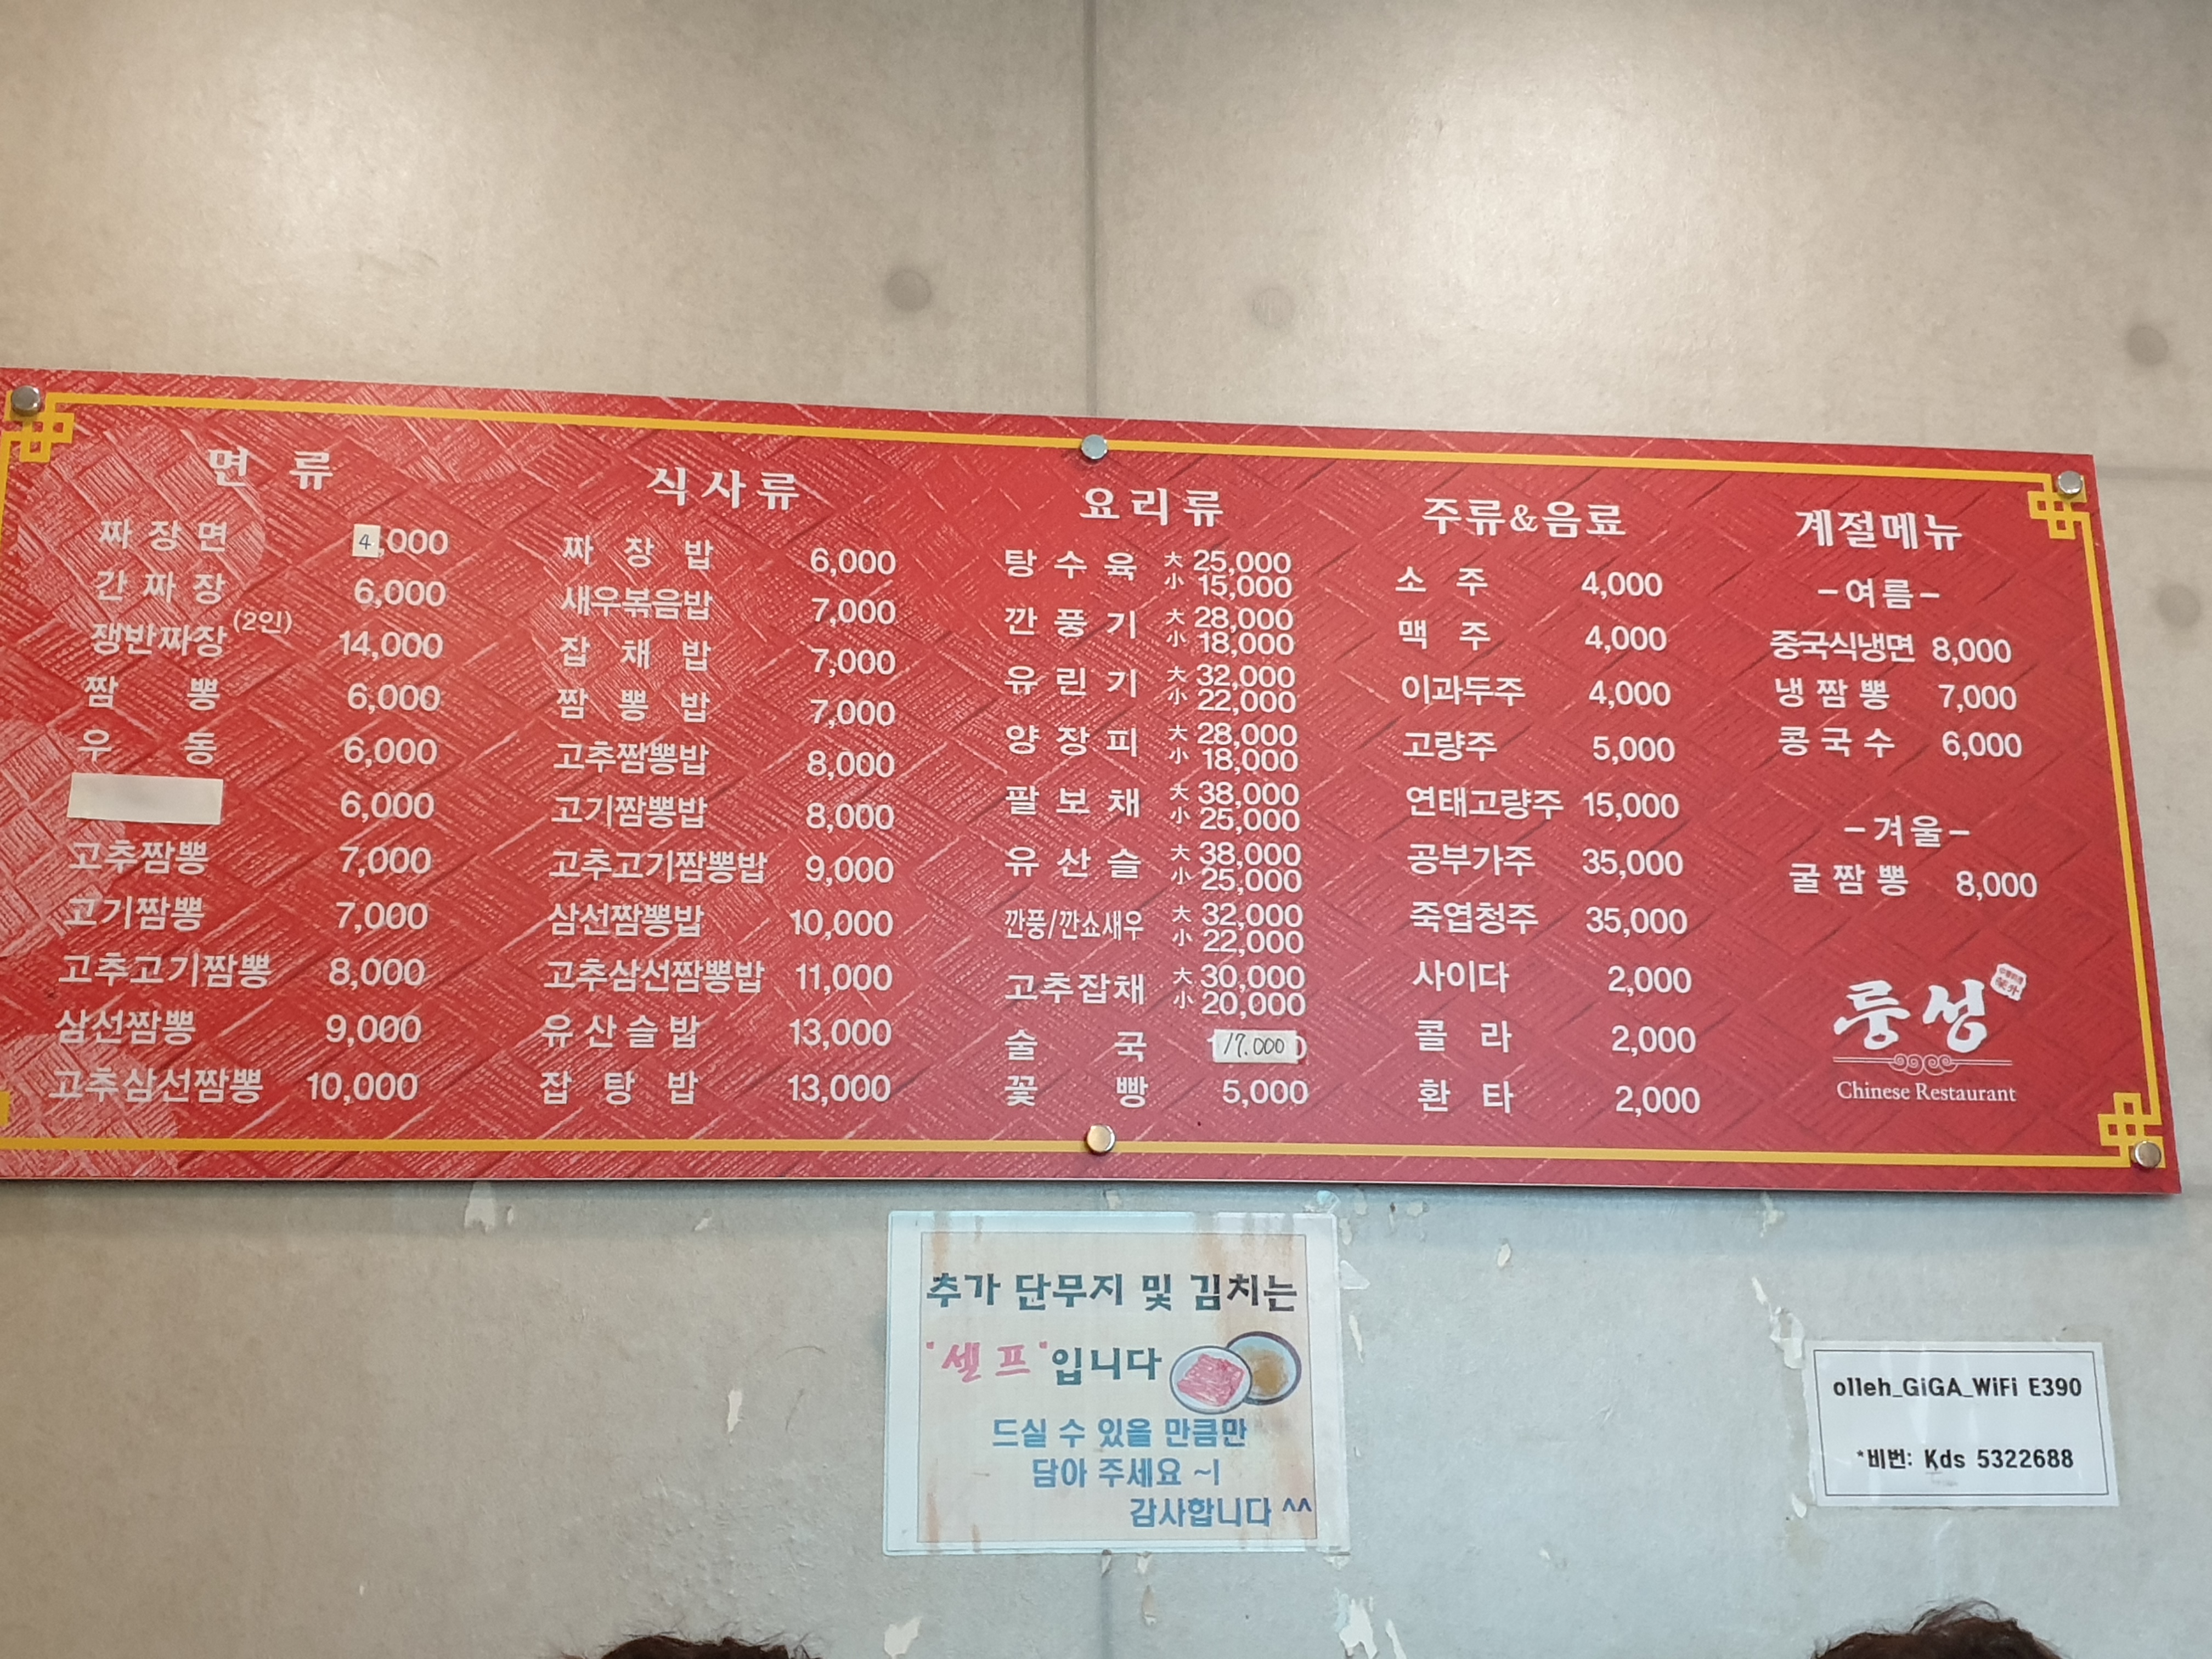 면 류
짜 장 면 4,000
간 짜 장 6,000
쟁반짜장(2인) 14,000
짬 뽕 6,000
우 동 6,000
6,000
고추짬뽕 7,000
고기짬뽕 7,000
고추고기짬뽕 8,000
삼선짬뽕 9,000
고추삼선짬뽕 10,000
식 사 류
짜 장 밥 6,000
새우볶음밥 7,000
잡 채 밥 7,000
짬 뽕 밥 7,000
고추짬뽕밥 8,000
고기짬뽕밥 8,000
고추고기짬뽕밥 9,000
삼선짬뽕밥 10,000
고추삼선짬뽕밥 11,000
유 산 슬 밥 13,000
잡 탕 밥 13,000
요 리 류
탕 수 육 大 25,000
小 15,000
깐 풍 기 大 28,000
小 18,000
유 린 기 大 32,000
小 22,000
양 장 피 大 28,000
小 18,000
팔 보 채 大 38,000
小 25,000
유 산 슬 大 38,000
小 25,000
깐풍/깐쇼새우 大 32,000
小 22,000
고추잡채 大 30,000
小 20,000
술 국 17.000
꽃 빵 5,000
주류&음료
소 주 4,000
맥 주 4,000
이과두주 4,000
고량주 5,000
연태고량주 15,000
공부가주 35,000
죽엽청주 35,000
사이다 2,000
콜 라 2,000
환 타 2,000
계절메뉴
-여름-
중국식냉면 8,000
냉 짬 뽕 7,000
콩 국 수 6,000
-겨울-
굴 짬 뽕 8,000
룽성
Chinese Restaurant
추가 단무지 및 김치는
"셀프"입니다
드실 수 있을 만큼만
담아 주세요 ~!
감사합니다 ^^
olleh_GiGA_WiFi E390
*비번: Kds 5322688